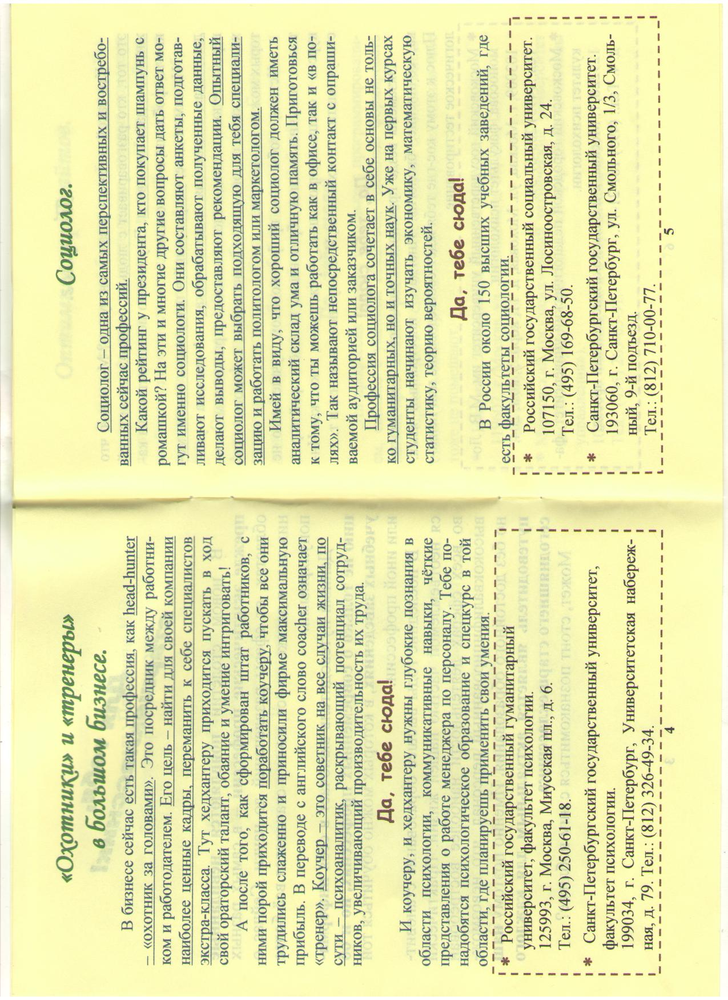 «Охотники» и «тренеры»
в большом бизнесе.
В бизнесе сейчас есть такая профессия, как head-hunter
– «охотник за головами». Это посредник между работни-
ком и работодателем. Его цель – найти для своей компании
наиболее ценные кадры, переманить к себе специалистов
экстра-класса. Тут хедхантеру приходится пускать в ход
свой ораторский талант, обаяние и умение интриговать!
А после того, как сформирован штат работников, с
ними порой приходится поработать коучеру, чтобы все они
трудились слаженно и приносили фирме максимальную
прибыль. В переводе с английского слово coacher означает
«тренер». Коучер – это советник на все случаи жизни, по
сути – психоаналитик, раскрывающий потенциал сотруд-
ников, увеличивающий производительность их труда.
Да, тебе сюда!
И коучеру, и хедхантеру нужны глубокие познания в
области психологии, коммуникативные навыки, чёткие
представления о работе менеджера по персоналу. Тебе по-
надобятся психологическое образование и спецкурс в той
области, где планируешь применить свои умения.
* Российский государственный гуманитарный
университет, факультет психологии.
125993, г. Москва, Миусская пл., д. 6.
Тел.: (495) 250-61-18.
* Санкт-Петербургский государственный университет,
факультет психологии.
199034, г. Санкт-Петербург, Университетская набереж-
ная, д. 79. Тел.: (812) 326-49-34.
4
Социолог.
Социолог – одна из самых перспективных и востребо-
ванных сейчас профессий.
Какой рейтинг у президента, кто покупает шампунь с
ромашкой? На эти и многие другие вопросы дать ответ мо-
гут именно социологи. Они составляют анкеты, подготав-
ливают исследования, обрабатывают полученные данные,
делают выводы, предоставляют рекомендации. Опытный
социолог может выбрать подходящую для тебя специали-
зацию и работать политологом или маркетологом.
Имей в виду, что хороший социолог должен иметь
аналитический склад ума и отличную память. Приготовься
к тому, что ты можешь работать как в офисе, так и «в по-
лях». Так называют непосредственный контакт с опраши-
ваемой аудиторией или заказчиком.
Профессия социолога сочетает в себе основы не толь-
ко гуманитарных, но и точных наук. Уже на первых курсах
студенты начинают изучать экономику, математическую
статистику, теорию вероятностей.
Да, тебе сюда!
В России около 150 высших учебных заведений, где
есть факультеты социологии.
* Российский государственный социальный университет.
107150, г. Москва, ул. Лосиноостровская, д. 24.
Тел.: (495) 169-68-50.
* Санкт-Петербургский государственный университет.
193060, г. Санкт-Петербург, ул. Смольного, 1/3, Смоль-
ный, 9-й подъезд.
Тел.: (812) 710-00-77.
5